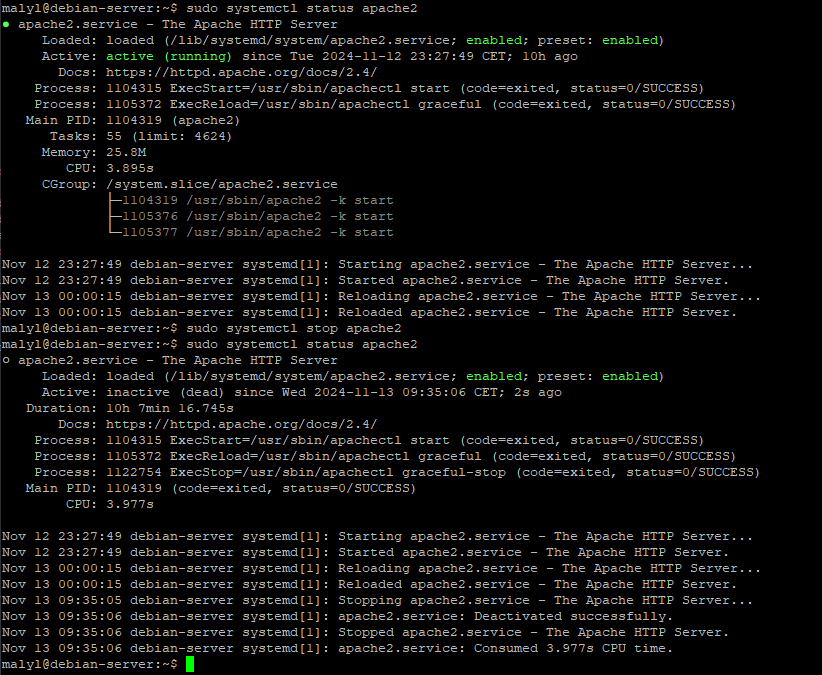 malyl@debian-server:~$ sudo systemctl status apache2
● apache2.service - The Apache HTTP Server
     Loaded: loaded (/lib/systemd/system/apache2.service; enabled; preset: enabled)
     Active: active (running) since Tue 2024-11-12 23:27:49 CET; 10h ago
       Docs: https://httpd.apache.org/docs/2.4/
    Process: 1104315 ExecStart=/usr/sbin/apachectl start (code=exited, status=0/SUCCESS)
    Process: 1105372 ExecReload=/usr/sbin/apachectl graceful (code=exited, status=0/SUCCESS)
   Main PID: 1104319 (apache2)
      Tasks: 55 (limit: 4624)
     Memory: 25.8M
        CPU: 3.895s
     CGroup: /system.slice/apache2.service
             ├─1104319 /usr/sbin/apache2 -k start
             ├─1105376 /usr/sbin/apache2 -k start
             └─1105377 /usr/sbin/apache2 -k start

Nov 12 23:27:49 debian-server systemd[1]: Starting apache2.service - The Apache HTTP Server...
Nov 12 23:27:49 debian-server systemd[1]: Started apache2.service - The Apache HTTP Server.
Nov 13 00:00:15 debian-server systemd[1]: Reloading apache2.service - The Apache HTTP Server...
Nov 13 00:00:15 debian-server systemd[1]: Reloaded apache2.service - The Apache HTTP Server.
malyl@debian-server:~$ sudo systemctl stop apache2
malyl@debian-server:~$ sudo systemctl status apache2
○ apache2.service - The Apache HTTP Server
     Loaded: loaded (/lib/systemd/system/apache2.service; enabled; preset: enabled)
     Active: inactive (dead) since Wed 2024-11-13 09:35:06 CET; 2s ago
   Duration: 10h 7min 16.745s
       Docs: https://httpd.apache.org/docs/2.4/
    Process: 1104315 ExecStart=/usr/sbin/apachectl start (code=exited, status=0/SUCCESS)
    Process: 1105372 ExecReload=/usr/sbin/apachectl graceful (code=exited, status=0/SUCCESS)
    Process: 1122754 ExecStop=/usr/sbin/apachectl graceful-stop (code=exited, status=0/SUCCESS)
   Main PID: 1104319 (code=exited, status=0/SUCCESS)
        CPU: 3.977s

Nov 12 23:27:49 debian-server systemd[1]: Starting apache2.service - The Apache HTTP Server...
Nov 12 23:27:49 debian-server systemd[1]: Started apache2.service - The Apache HTTP Server.
Nov 13 00:00:15 debian-server systemd[1]: Reloading apache2.service - The Apache HTTP Server...
Nov 13 00:00:15 debian-server systemd[1]: Reloaded apache2.service - The Apache HTTP Server.
Nov 13 09:35:05 debian-server systemd[1]: Stopping apache2.service - The Apache HTTP Server...
Nov 13 09:35:06 debian-server systemd[1]: apache2.service: Deactivated successfully.
Nov 13 09:35:06 debian-server systemd[1]: Stopped apache2.service - The Apache HTTP Server.
Nov 13 09:35:06 debian-server systemd[1]: apache2.service: Consumed 3.977s CPU time.
malyl@debian-server:~$